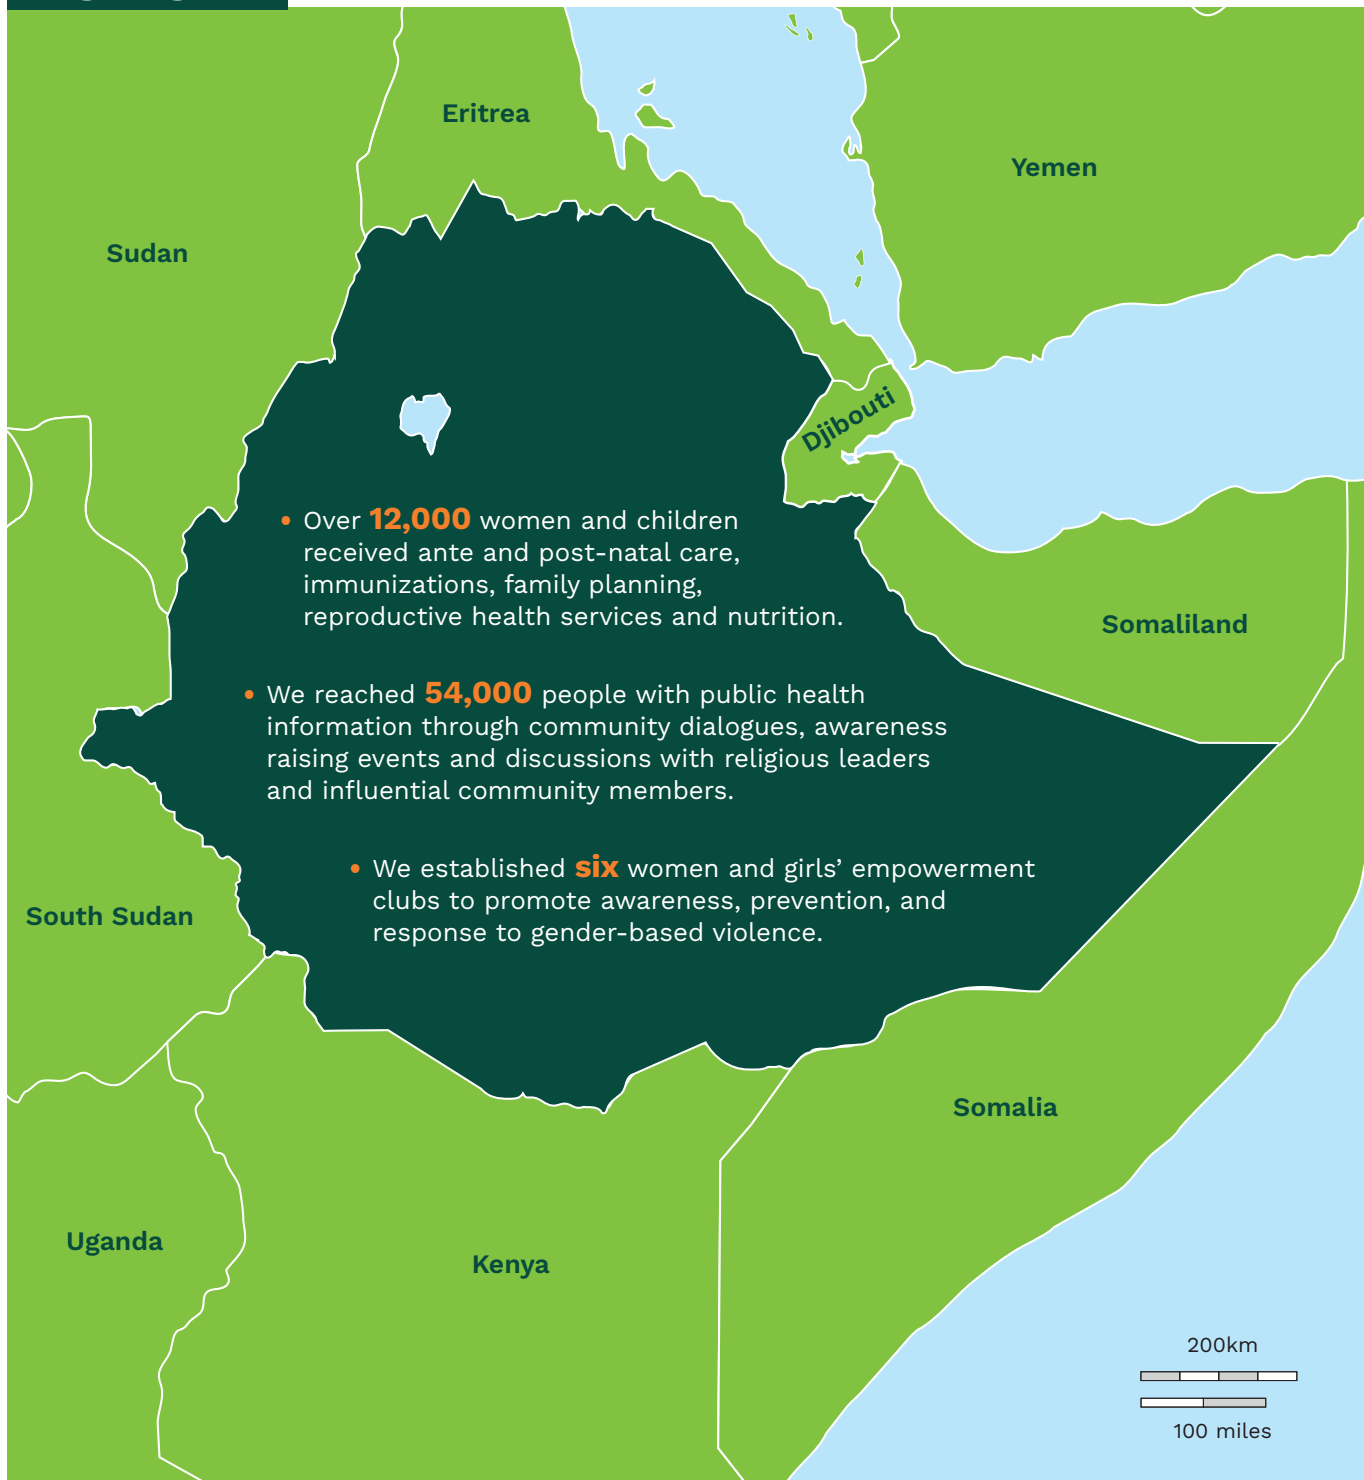 Eritrea
Yemen
Sudan
Djibouti
• Over 12,000 women and children
received ante and post-natal care,
immunizations, family planning,
reproductive health services and nutrition.
Somaliland
• We reached 54,000 people with public health
information through community dialogues, awareness
raising events and discussions with religious leaders
and influential community members.
• We established six women and girls’ empowerment
clubs to promote awareness, prevention, and
response to gender-based violence.
South Sudan
Somalia
Uganda
Kenya
200km
100 miles